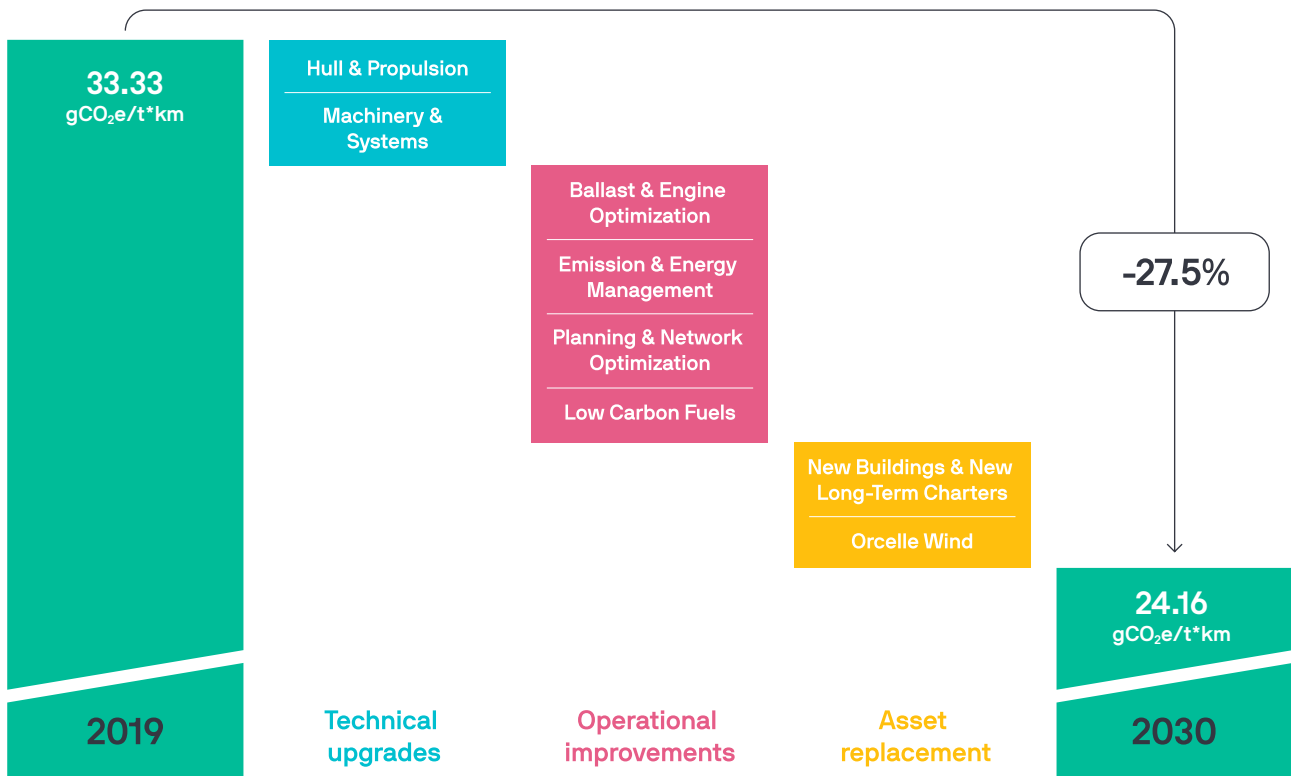 33.33
gCO₂e/t*km
Hull & Propulsion
Machinery &
Systems
Ballast & Engine
Optimization
Emission & Energy
Management
Planning & Network
Optimization
Low Carbon Fuels
New Buildings & New
Long-Term Charters
Orcelle Wind
-27.5%
24.16
gCO₂e/t*km
2019
Technical
upgrades
Operational
improvements
Asset
replacement
2030